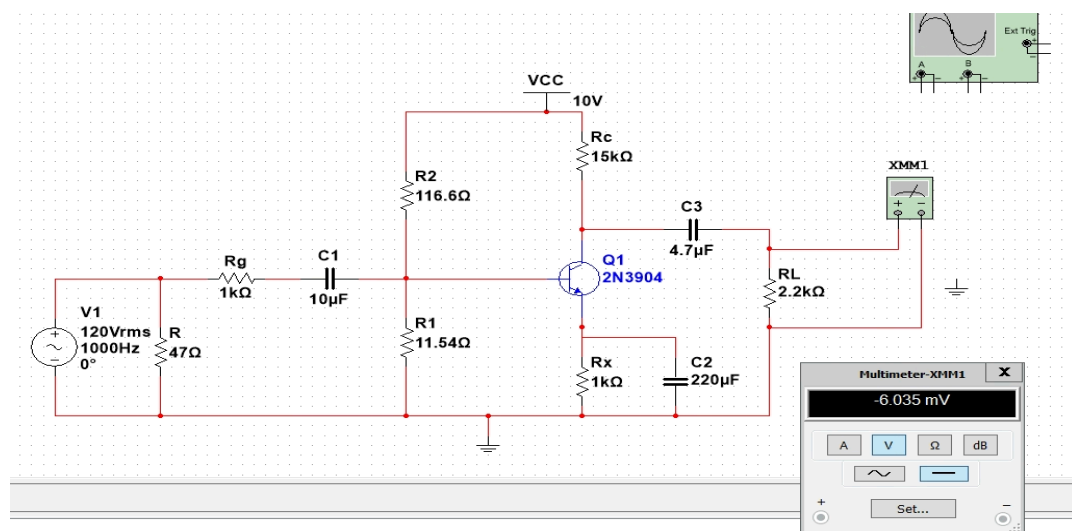 Ext Trig
+
−
A
B
+
−
+
−
VCC
10V
Rc
15kΩ
XMM1
+
−
R2
116.6Ω
C3
4.7µF
Rg
1kΩ
C1
10µF
Q1
2N3904
RL
2.2kΩ
V1
120Vrms
1000Hz
0°
+
−
R
47Ω
R1
11.54Ω
Rx
1kΩ
C2
220µF
Multimeter-XMM1
X
-6.035 mV
A
V
Ω
dB
+
Set...
−